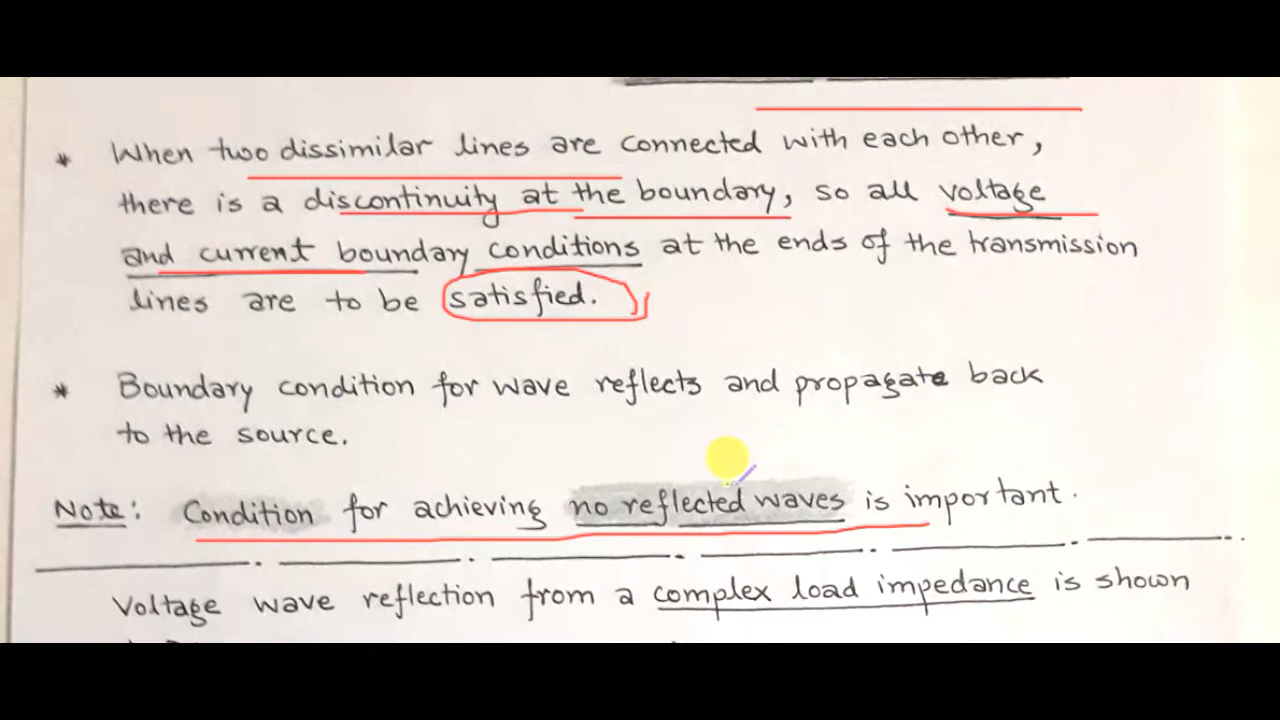 * When two dissimilar lines are connected with each other,
there is a discontinuity at the boundary, so all voltage
and current boundary conditions at the ends of the transmission
lines are to be satisfied.
* Boundary condition for wave reflects and propagate back
to the source.
Note: Condition for achieving no reflected waves is important.
Voltage wave reflection from a complex load impedance is shown